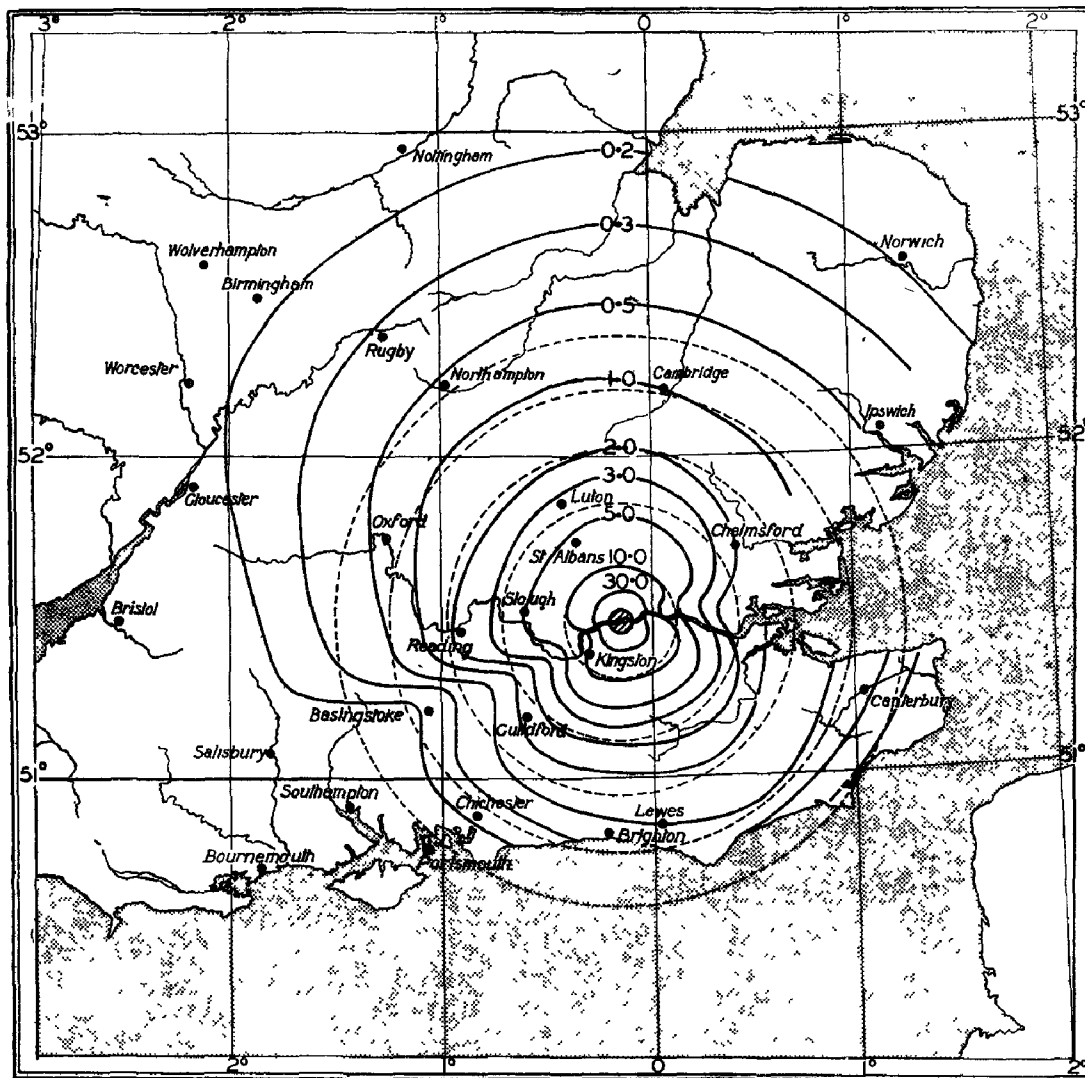 3° 2° 1° 0 1° 2°
53° 53°
0·2
Nottingham
0·3
Norwich
Wolverhampton
Birmingham
0·5
Rugby
Worcester
Northampton
1·0
Cambridge
Ipswich
52° 52°
2·0
3·0
Gloucester
Luton
5·0
Oxford
Chelmsford
St Albans
10·0
30·0
Slough
Bristol
Reading
Kingston
Canterbury
Basingstoke
Guildford
Salisbury
51° 51°
Southampton
Chichester
Lewes
Brighton
Bournemouth
Portsmouth
2° 1° 0 1° 2°